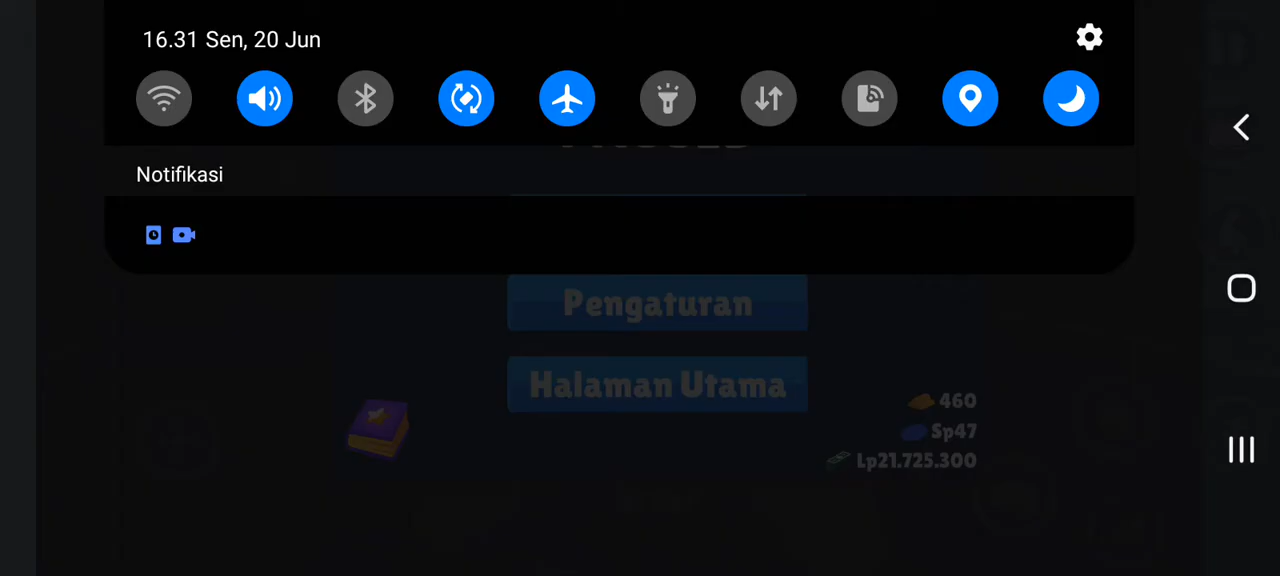 16.31 Sen, 20 Jun
Notifikasi
Pengaturan
Halaman Utama
460
Sp47
Lp21.725.300